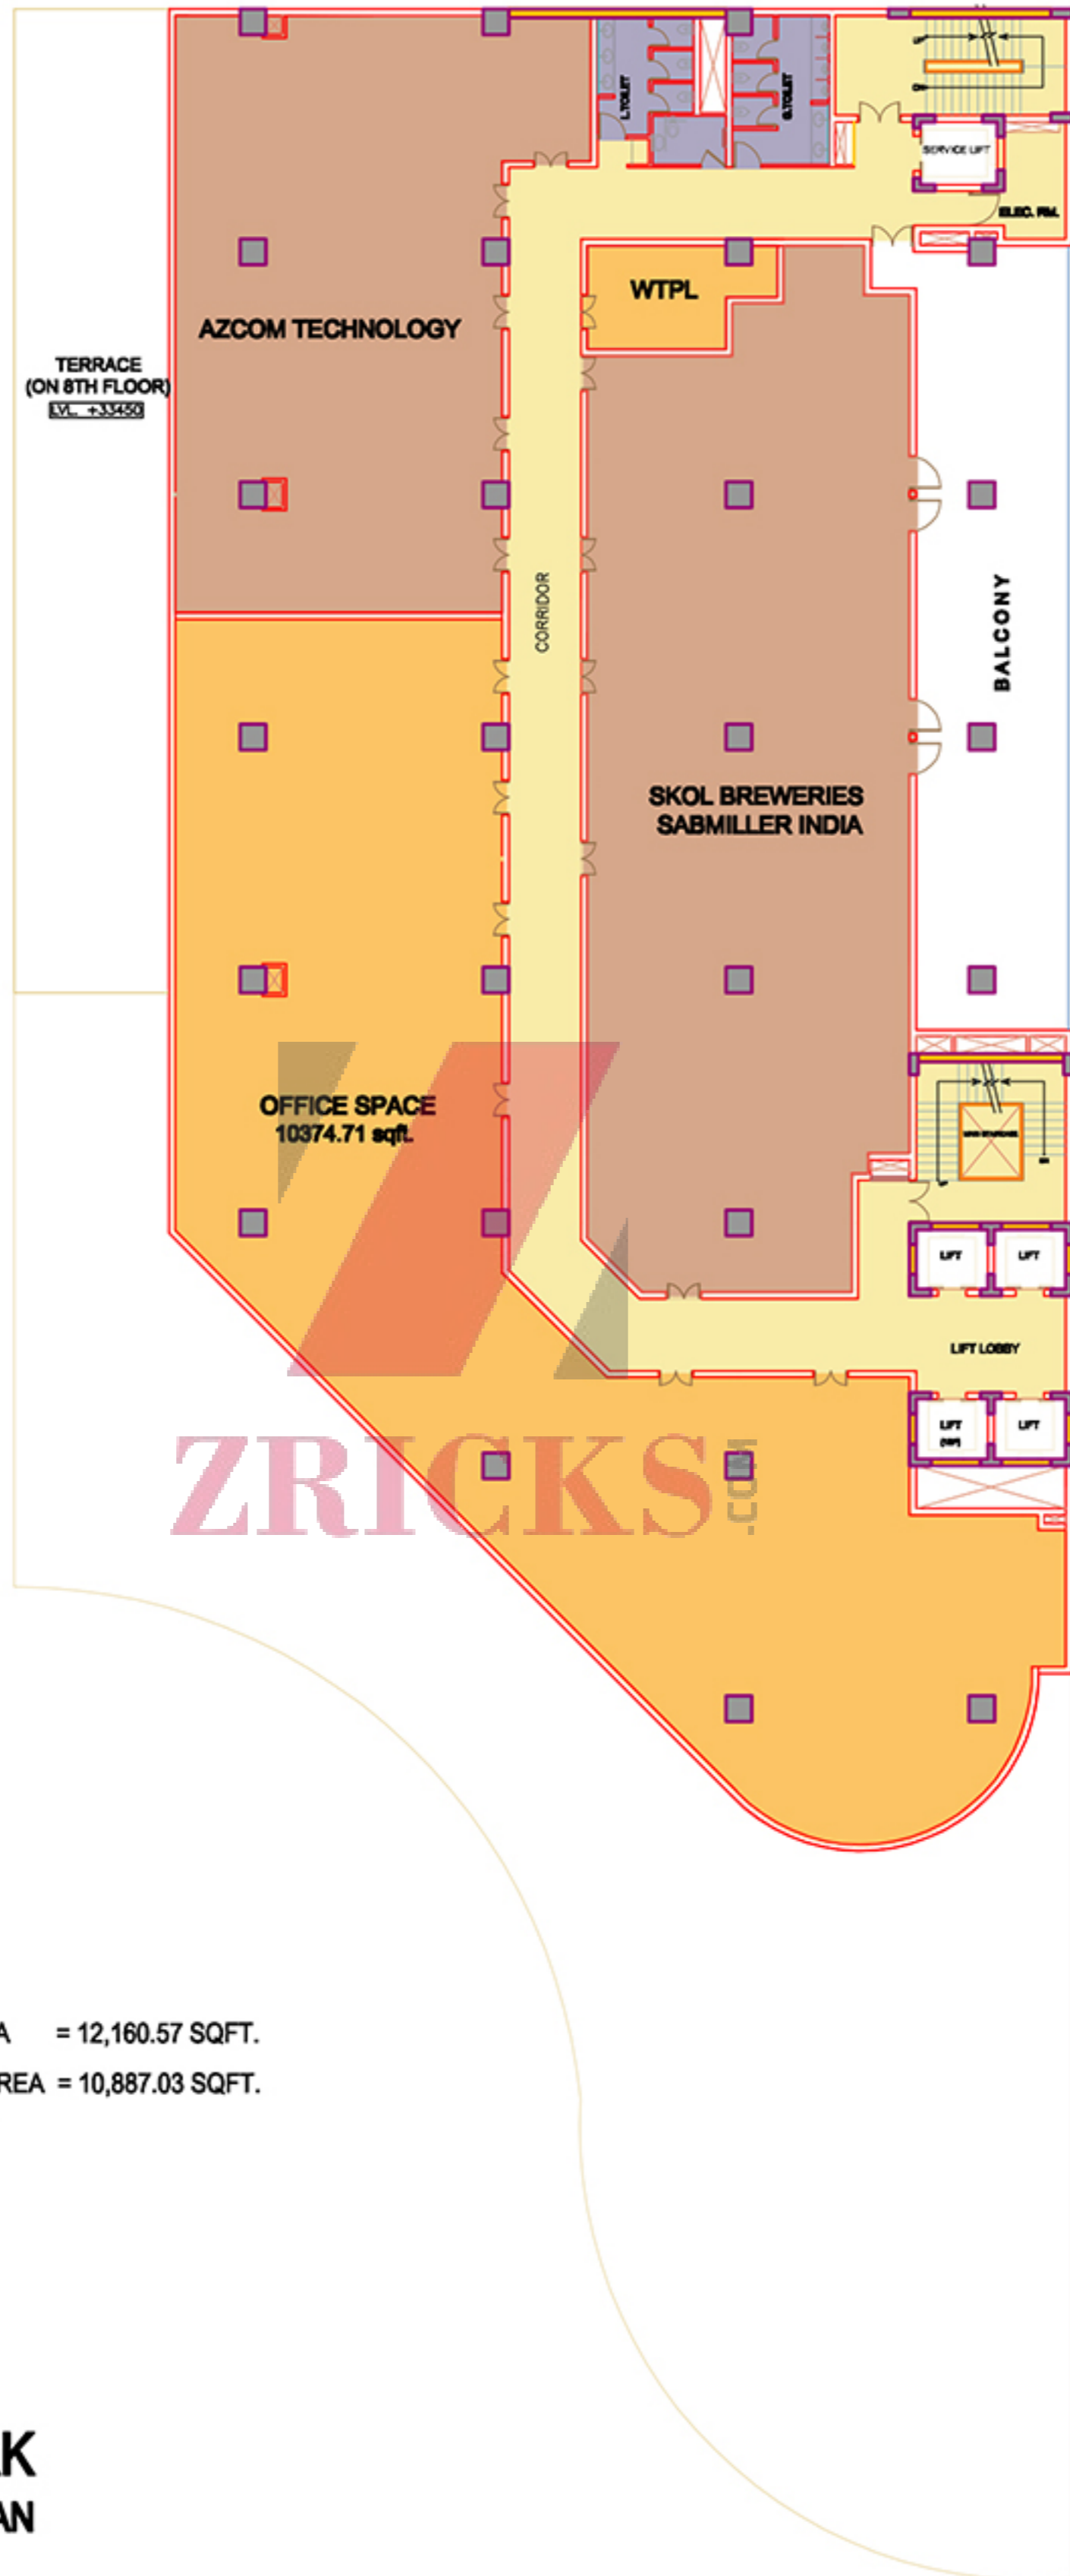 L.TOILET
G.TOILET
SERVICE LIFT
ELEC. RM.
WTPL
AZCOM TECHNOLOGY
TERRACE
(ON 8TH FLOOR)
LVL. +33450
CORRIDOR
BALCONY
SKOL BREWERIES
SABMILLER INDIA
OFFICE SPACE
10374.71 sqft.
LIFT
LIFT
LIFT LOBBY
LIFT
LIFT
ZRICKS
.COM
A = 12,160.57 SQFT.
REA = 10,887.03 SQFT.
K
AN